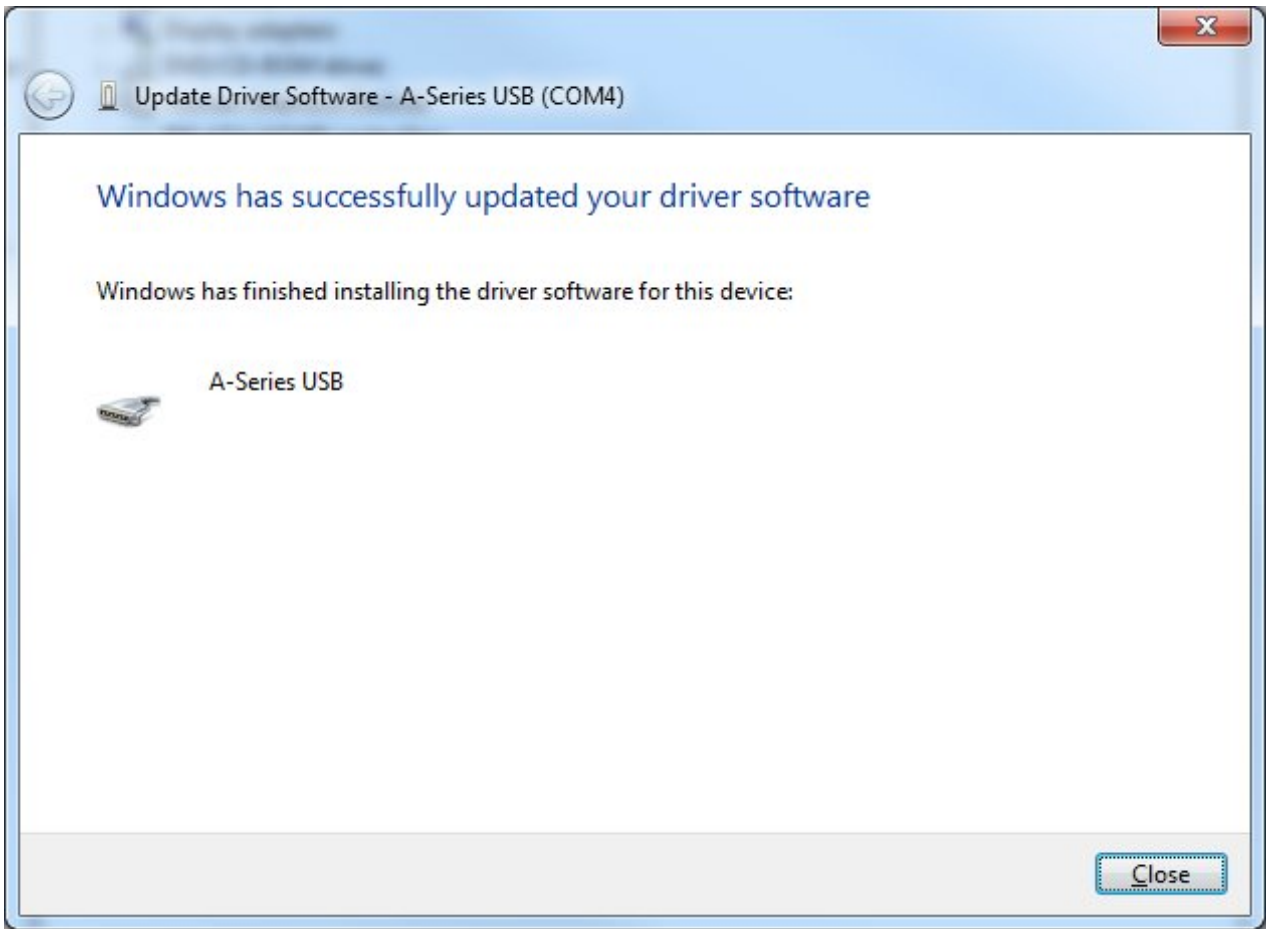 Update Driver Software - A-Series USB (COM4)
Windows has successfully updated your driver software
Windows has finished installing the driver software for this device:
A-Series USB
Close